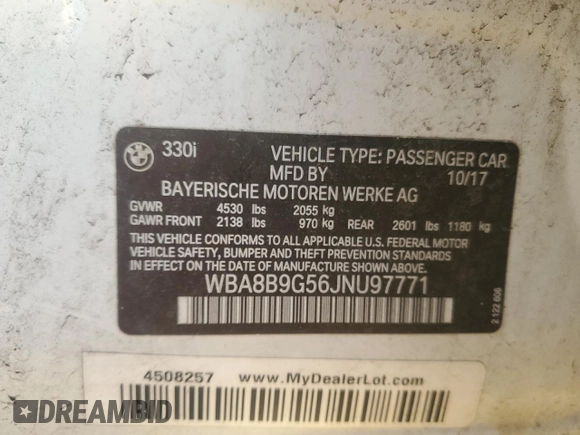 330i
VEHICLE TYPE: PASSENGER CAR
MFD BY 10/17
BAYERISCHE MOTOREN WERKE AG
GVWR 4530 lbs 2055 kg
GAWR FRONT 2138 lbs 970 kg REAR 2601 lbs 1180 kg
THIS VEHICLE CONFORMS TO ALL APPLICABLE U.S. FEDERAL MOTOR
VEHICLE SAFETY, BUMPER AND THEFT PREVENTION STANDARDS
IN EFFECT ON THE DATE OF MANUFACTURE SHOWN ABOVE.
WBA8B9G56JNU97771
2 122 606
4508257 www.MyDealerLot.com
DREAMBID